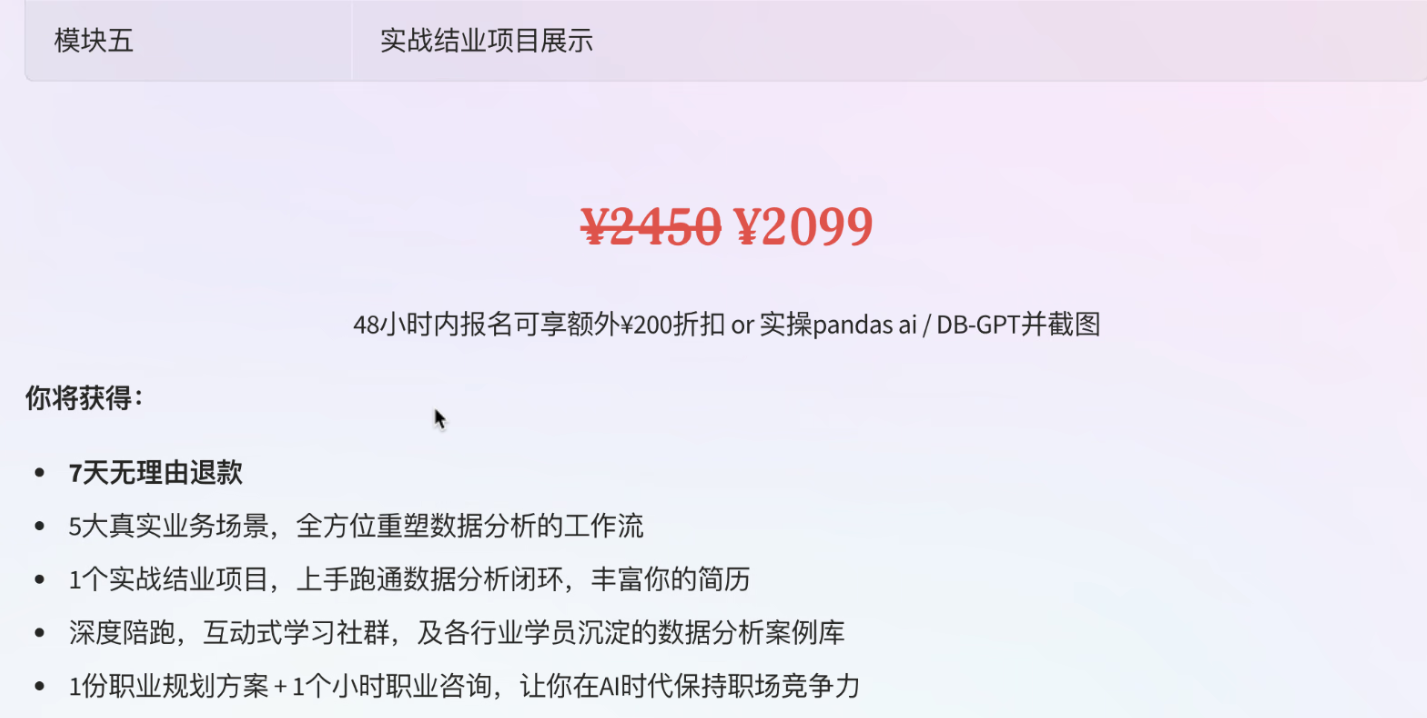 模块五 实战结业项目展示
¥2450 ¥2099
48小时内报名可享额外¥200折扣 or 实操pandas ai / DB-GPT并截图
你将获得：
• 7天无理由退款
• 5大真实业务场景，全方位重塑数据分析的工作流
• 1个实战结业项目，上手跑通数据分析闭环，丰富你的简历
• 深度陪跑，互动式学习社群，及各行业学员沉淀的数据分析案例库
• 1份职业规划方案 + 1个小时职业咨询，让你在AI时代保持职场竞争力